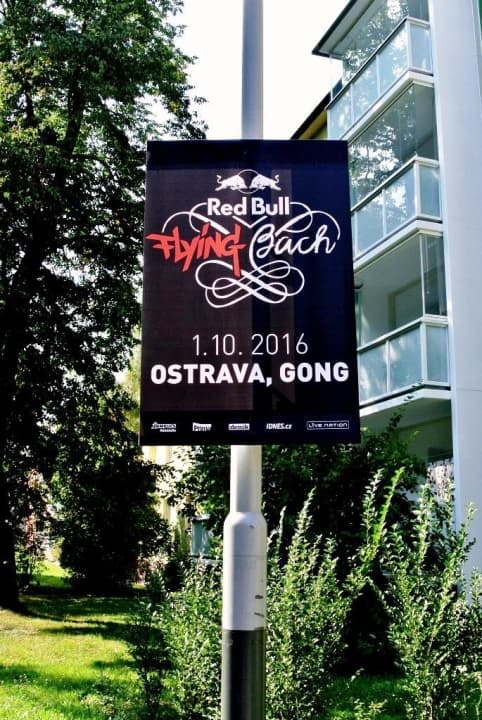 Red Bull
Flying Bach
1.10. 2016
OSTRAVA, GONG
IDNES.cz LIVE NATION